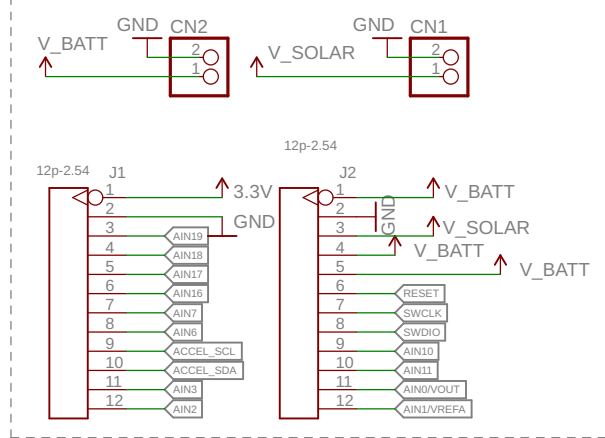 GND CN2 GND CN1
V_BATT 2 V_SOLAR 2
1 1
12p-2.54
12p-2.54 J1 J2
1 3.3V 1 V_BATT
2 GND 2 GND
3 AIN19 3 V_SOLAR
4 AIN18 4 V_BATT
5 AIN17 5 V_BATT
6 AIN16 6 RESET
7 AIN7 7 SWCLK
8 AIN6 8 SWDIO
9 ACCEL_SCL 9 AIN10
10 ACCEL_SDA 10 AIN11
11 AIN3 11 AIN0/VOUT
12 AIN2 12 AIN1/VREFA